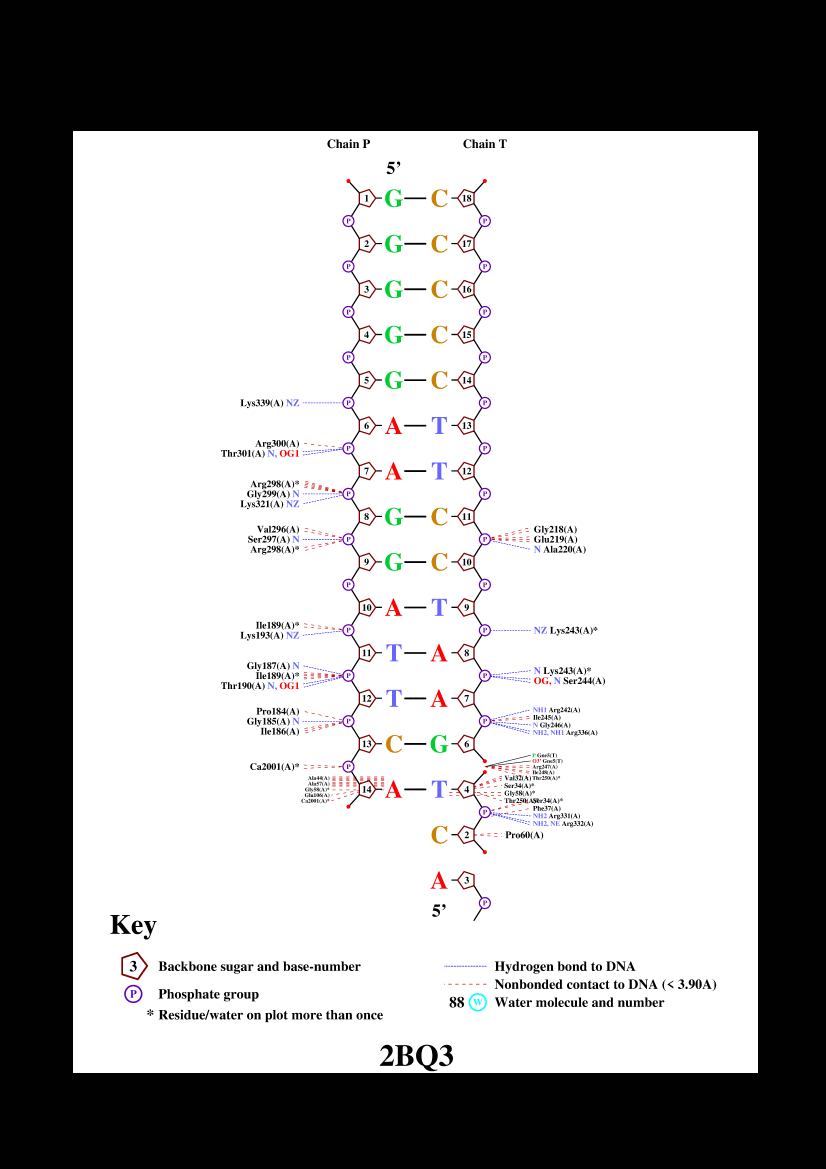 Chain P Chain T
5’
1 G C 18
P P
2 G C 17
P P
3 G C 16
P P
4 G C 15
P P
5 G C 14
Lys339(A) NZ P P
6 A T 13
Arg300(A)
Thr301(A) N, OG1 P P
7 A T 12
Arg298(A)*
Gly299(A) N P P
Lys321(A) NZ
8 G C 11
Val296(A) Gly218(A)
Ser297(A) N P P Glu219(A)
Arg298(A)* N Ala220(A)
9 G C 10
P P
10 A T 9
Ile189(A)* P P NZ Lys243(A)*
Lys193(A) NZ
11 T A 8
Gly187(A) N N Lys243(A)*
Ile189(A)* P P OG, N Ser244(A)
Thr190(A) N, OG1
12 T A 7
Pro184(A) NH1 Arg242(A)
Ile245(A)
Gly185(A) N P P N Gly246(A)
Ile186(A) NH2, NH1 Arg336(A)
13 C G 6
P Gne5(T)
O3' Gne5(T)
Ca2001(A)* P Arg247(A)
Ile248(A)
Val32(A) Thr250(A)*
Ala44(A)
Ala57(A) Ser34(A)*
Gly58(A)* 14 A T 4 Gly58(A)*
Glu106(A)
Ca2001(A)* Thr250(A)* Ser34(A)*
Phe37(A)
P NH2 Arg331(A)
NH2, NE Arg332(A)
C 2 Pro60(A)
A 3
5’ P
Key
3 Backbone sugar and base-number Hydrogen bond to DNA
Nonbonded contact to DNA (< 3.90A)
P Phosphate group 88 W Water molecule and number
* Residue/water on plot more than once
2BQ3